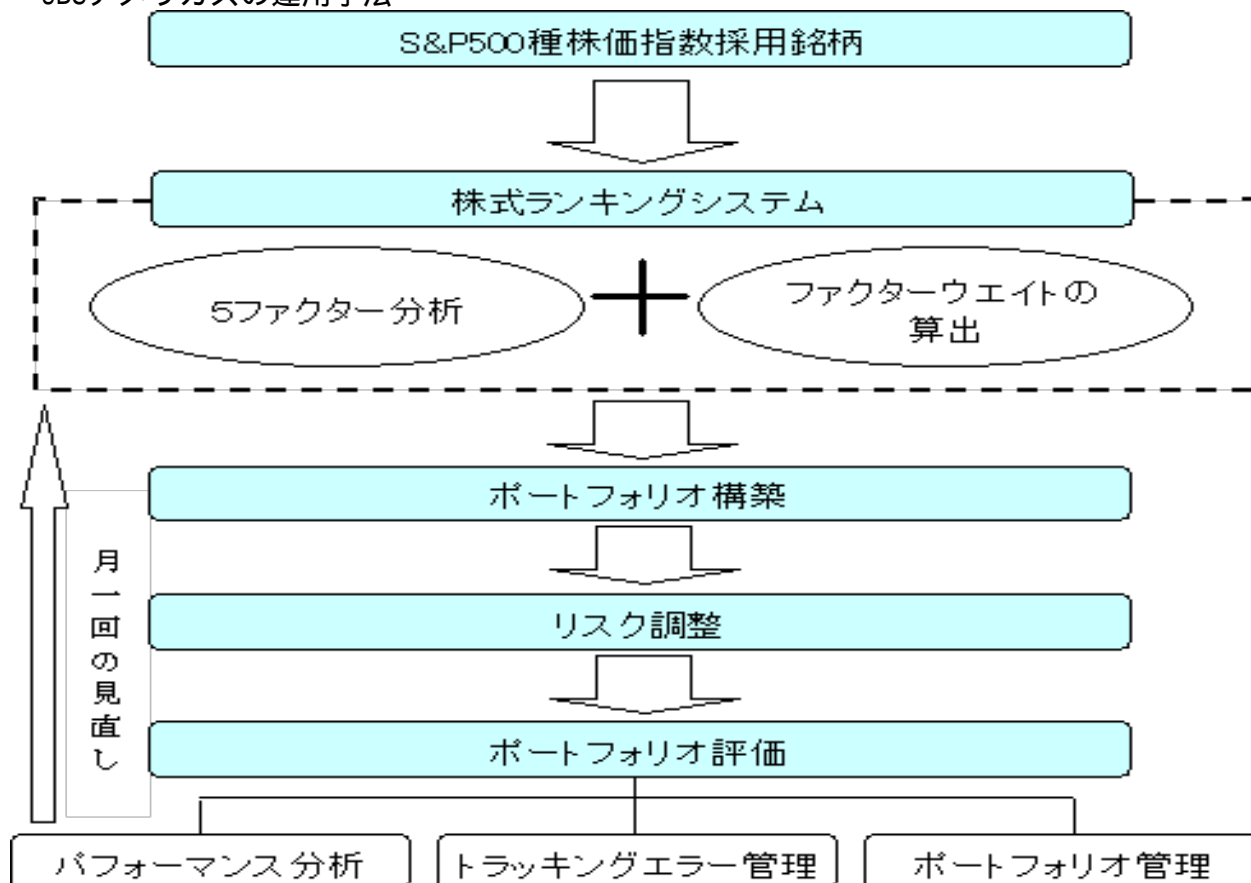 の運用手法
S&P500種株価指数採用銘柄
株式ランキングシステム
5ファクター分析
ファクターウエイトの
算出
ポートフォリオ構築
月一回の見直し
リスク調整
ポートフォリオ評価
パフォーマンス分析
トラッキングエラー管理
ポートフォリオ管理